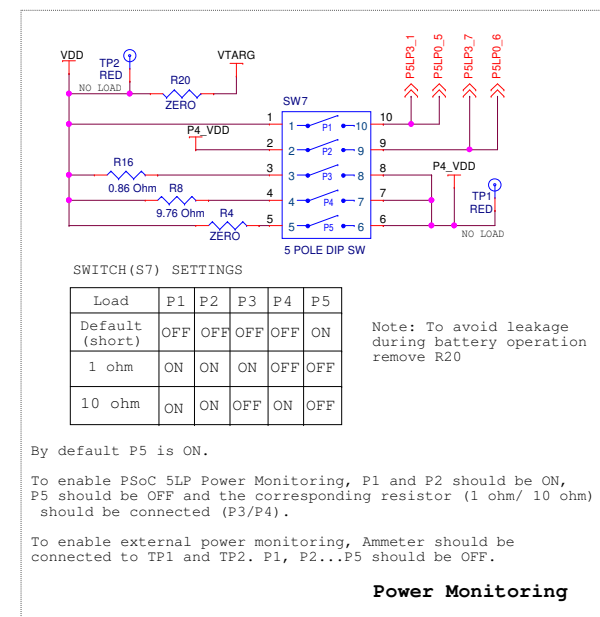 VDD
TP2
RED
NO LOAD
R20
ZERO
VTARG
P5LP3_1
P5LP0_5
P5LP3_7
P5LP0_6
SW7
1 1 P1 10 10
P4_VDD
2 2 P2 9 9
R16
0.86 Ohm
3 3 P3 8 8
P4_VDD
R8
9.76 Ohm
4 4 P4 7 7
TP1
RED
R4
ZERO
5 5 P5 6 6
NO LOAD
5 POLE DIP SW
SWITCH(S7) SETTINGS
Load P1 P2 P3 P4 P5
Default (short) OFF OFF OFF OFF ON
1 ohm ON ON ON OFF OFF
10 ohm ON ON OFF ON OFF
Note: To avoid leakage
during battery operation
remove R20
By default P5 is ON.
To enable PSoC 5LP Power Monitoring, P1 and P2 should be ON,
P5 should be OFF and the corresponding resistor (1 ohm/ 10 ohm)
should be connected (P3/P4).
To enable external power monitoring, Ammeter should be
connected to TP1 and TP2. P1, P2...P5 should be OFF.
Power Monitoring